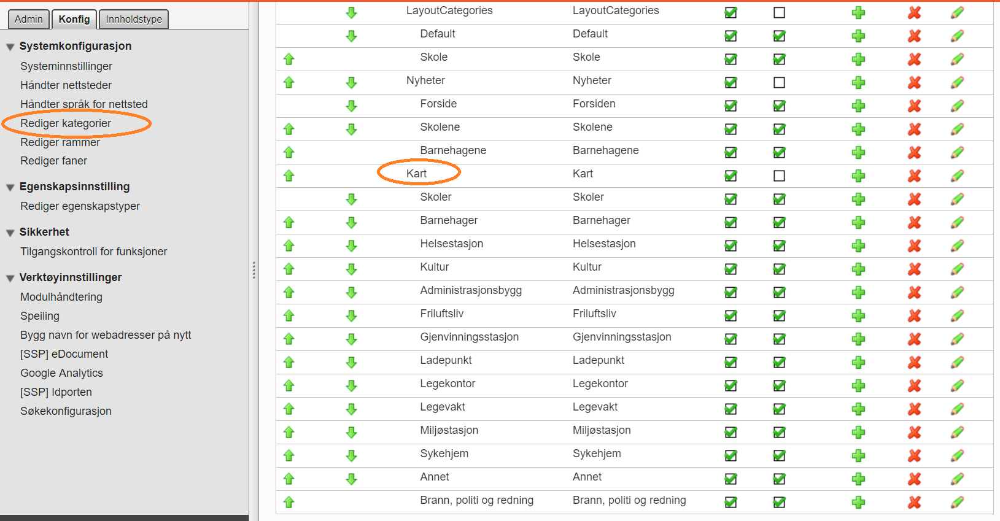 Admin
Konfig
Innholdstype
Systemkonfigurasjon
Systeminnstillinger
Håndter nettsteder
Håndter språk for nettsted
Rediger kategorier
Rediger rammer
Rediger faner
Egenskapsinnstilling
Rediger egenskapstyper
Sikkerhet
Tilgangskontroll for funksjoner
Verktøyinnstillinger
Modulhåndtering
Speiling
Bygg navn for webadresser på nytt
[SSP] eDocument
Google Analytics
[SSP] Idporten
Søkekonfigurasjon
LayoutCategories LayoutCategories
Default Default
Skole Skole
Nyheter Nyheter
Forside Forsiden
Skolene Skolene
Barnehagene Barnehagene
Kart Kart
Skoler Skoler
Barnehager Barnehager
Helsestasjon Helsestasjon
Kultur Kultur
Administrasjonsbygg Administrasjonsbygg
Friluftsliv Friluftsliv
Gjenvinningsstasjon Gjenvinningsstasjon
Ladepunkt Ladepunkt
Legekontor Legekontor
Legevakt Legevakt
Miljøstasjon Miljøstasjon
Sykehjem Sykehjem
Annet Annet
Brann, politi og redning Brann, politi og redning